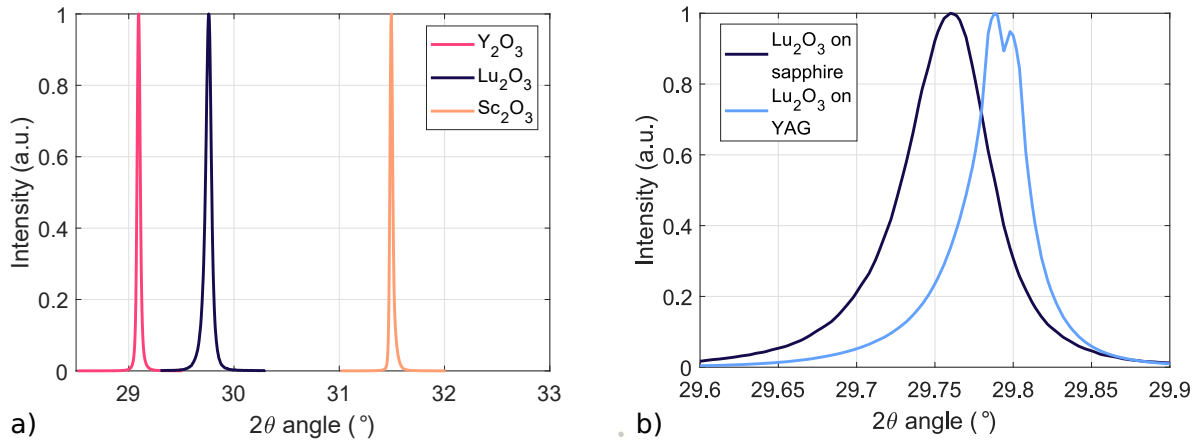 1
0.8
0.6
0.4
0.2
0
Intensity (a.u.)
Y2O3
Lu2O3
Sc2O3
29
30
31
32
33
2θ angle (°)
a)
1
0.8
0.6
0.4
0.2
0
Intensity (a.u.)
Lu2O3 on
sapphire
Lu2O3 on
YAG
29.6
29.65
29.7
29.75
29.8
29.85
29.9
2θ angle (°)
b)